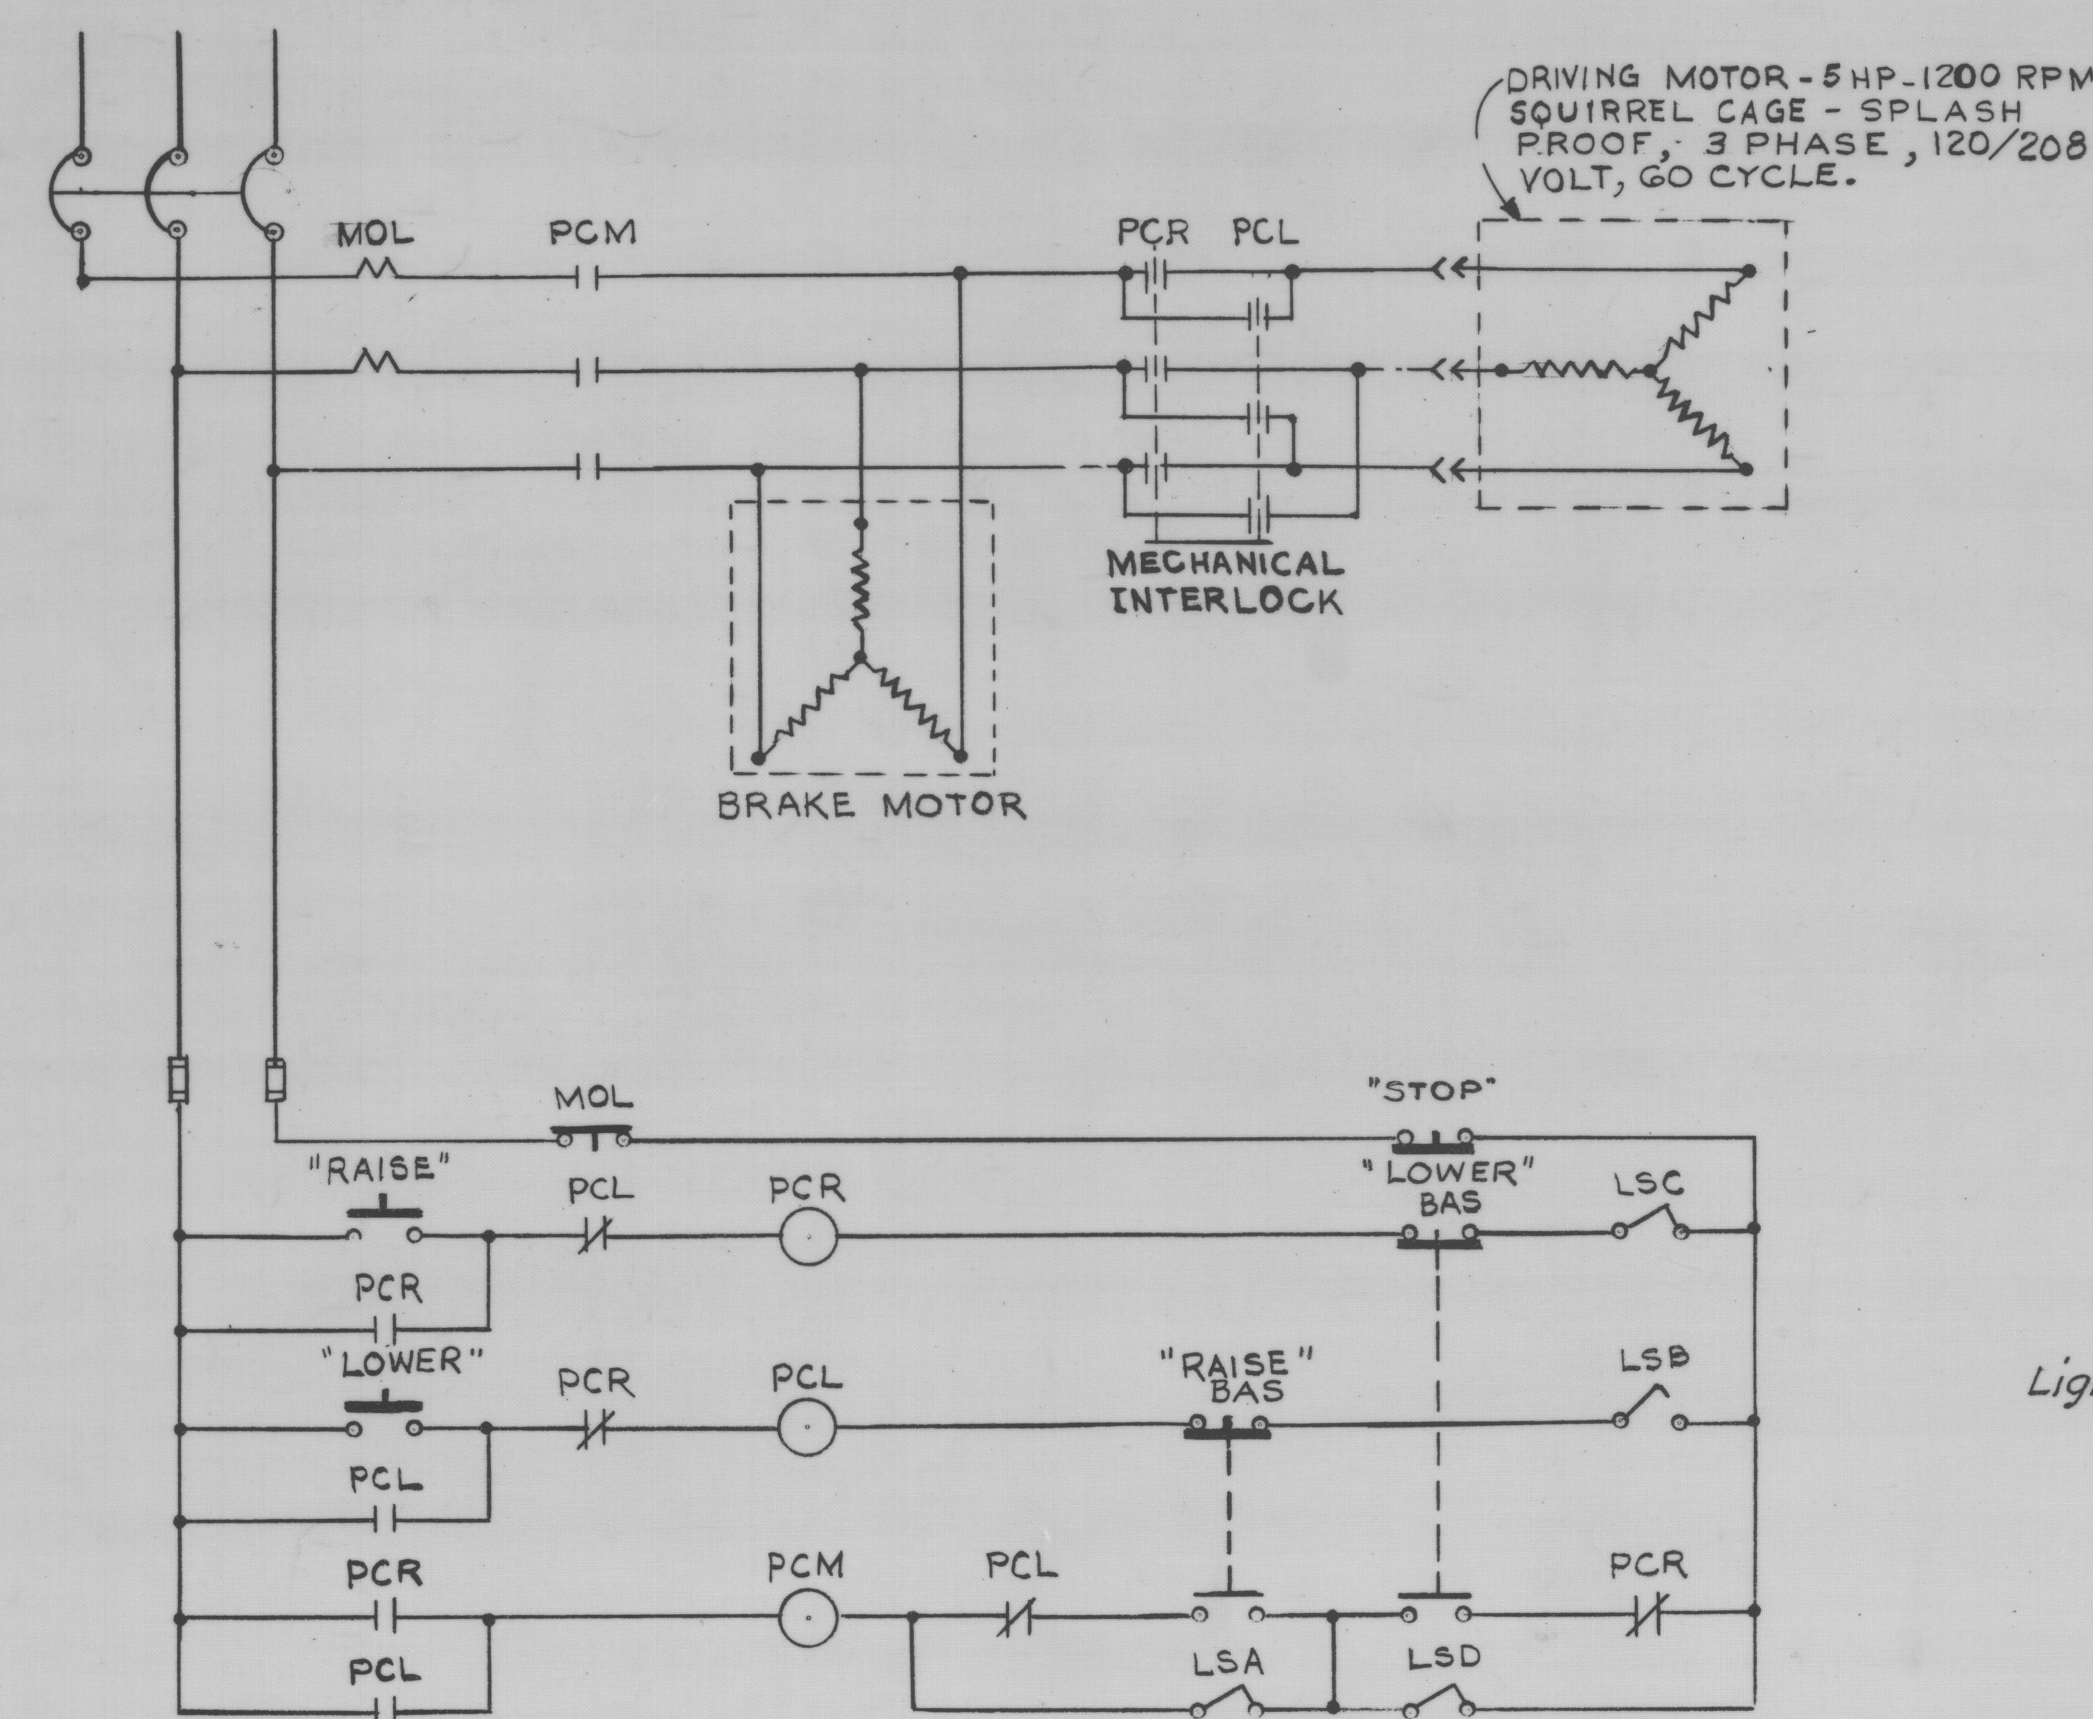 DRIVING MOTOR - 5 HP - 1200 RPM
SQUIRREL CAGE - SPLASH
PROOF, 3 PHASE, 120/208
VOLT, 60 CYCLE.
MOL PCM PCR PCL
MECHANICAL
INTERLOCK
BRAKE MOTOR
MOL "STOP"
"RAISE" PCL PCR "LOWER" BAS LSC
PCR
"LOWER" PCR PCL "RAISE" BAS LSB
PCL
PCR PCM PCL PCR
PCL LSA LSD